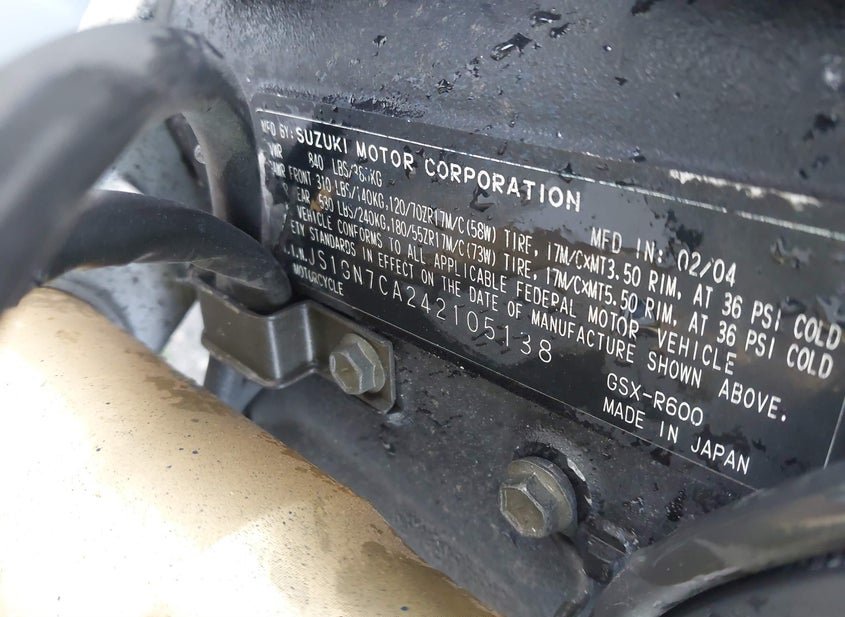 MFD BY: SUZUKI MOTOR CORPORATION MFD IN: 02/04
840 LBS/ KG
FRONT 310 LBS/140KG,120/70ZR17M/C(58W) TIRE, 17M/CXMT3.50 RIM, AT 36 PSI COLD
530 LBS/240KG,180/55ZR17M/C(73W) TIRE, 17M/CXMT5.50 RIM, AT 36 PSI COLD
VEHICLE CONFORMS TO ALL APPLICABLE FEDERAL MOTOR VEHICLE
STANDARDS IN EFFECT ON THE DATE OF MANUFACTURE SHOWN ABOVE.
JS1GN7CA242105138 GSX-R600
MOTORCYCLE MADE IN JAPAN